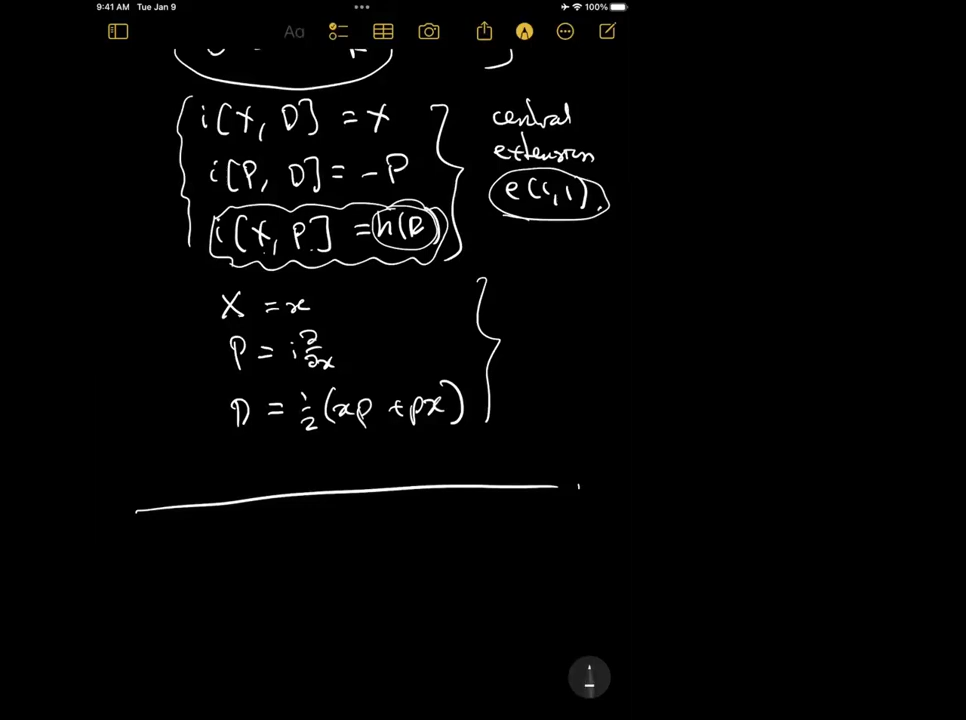 9:41 AM Tue Jan 9
100%
Aa
i[X, D] = X
i[P, D] = -P
i[X, P] = h(R)
central
extension
e(1,1)
X = x
P = i ∂/∂x
D = 1/2 (xp + px)